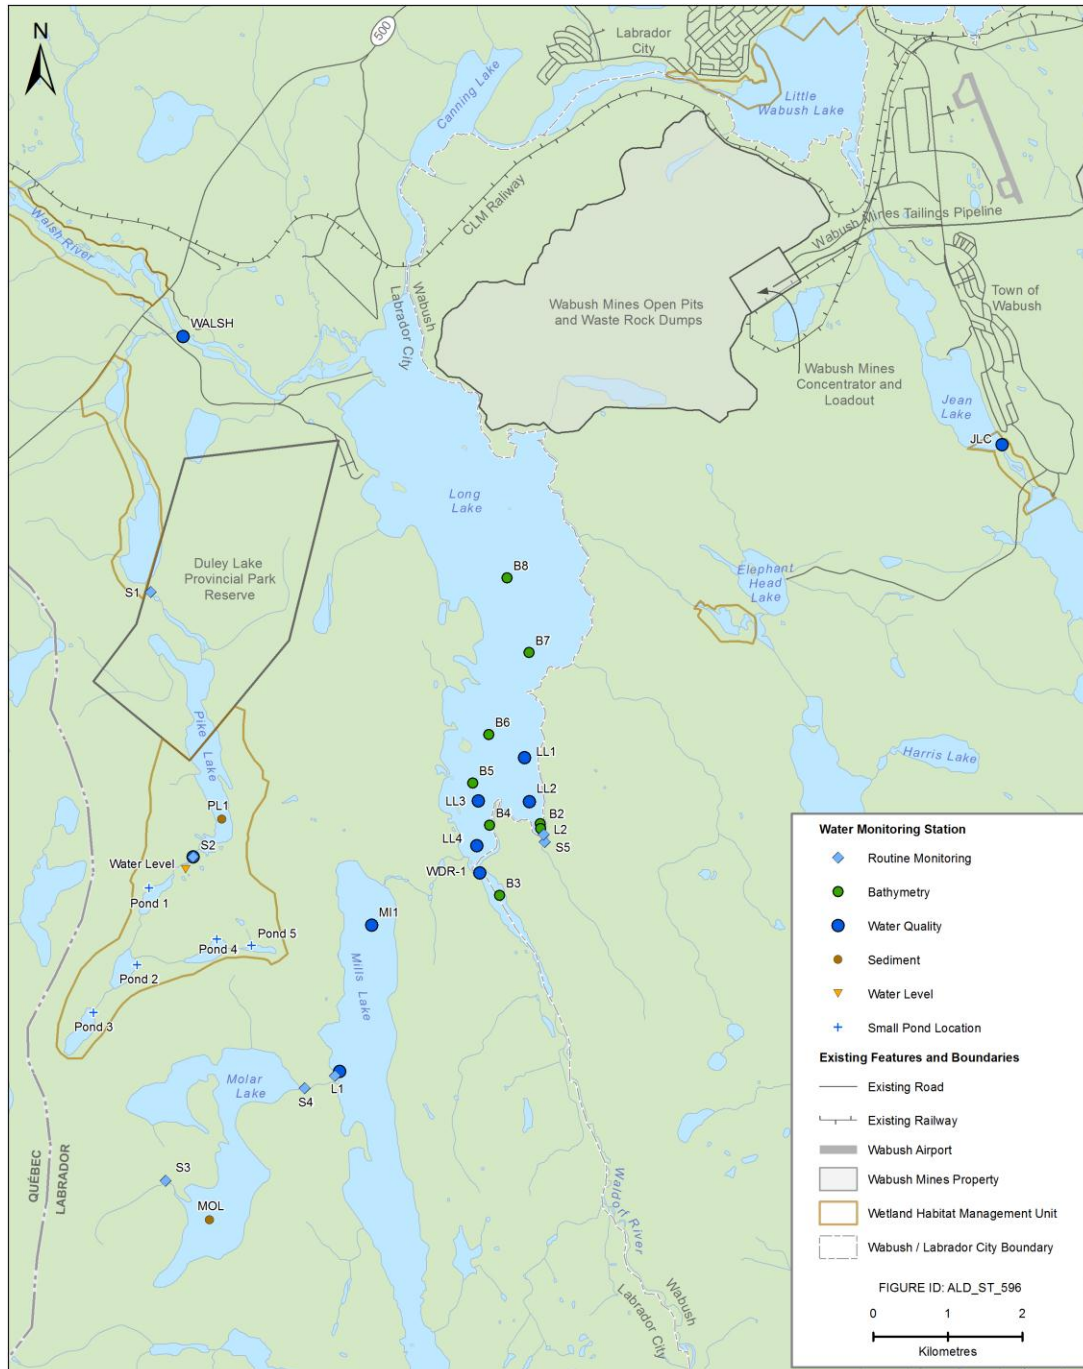 N
500
Labrador
City
Canning Lake
Little
Wabush Lake
CLM Raliway
Wabush Mines Tailings Pipeline
Walsh River
WALSH
Wabush
Labrador City
Wabush Mines Open Pits
and Waste Rock Dumps
Town of
Wabush
Wabush Mines
Concentrator and
Loadout
Jean
Lake
JLC
Long
Lake
Duley Lake
Provincial Park
Reserve
S1
B8
Elephant
Head
Lake
B7
Pike Lake
B6
LL1
Harris Lake
B5
LL3
LL2
PL1
B4
B2
L2
S2
LL4
S5
Water Level
WDR-1
Pond 1
B3
MI1
Pond 4
Pond 5
Pond 2
Mills Lake
Pond 3
Molar
Lake
L1
S4
S3
MOL
QUÉBEC
LABRADOR
Waldorf River
Wabush
Labrador City
Water Monitoring Station
Routine Monitoring
Bathymetry
Water Quality
Sediment
Water Level
Small Pond Location
Existing Features and Boundaries
Existing Road
Existing Railway
Wabush Airport
Wabush Mines Property
Wetland Habitat Management Unit
Wabush / Labrador City Boundary
FIGURE ID: ALD_ST_596
0 1 2
Kilometres